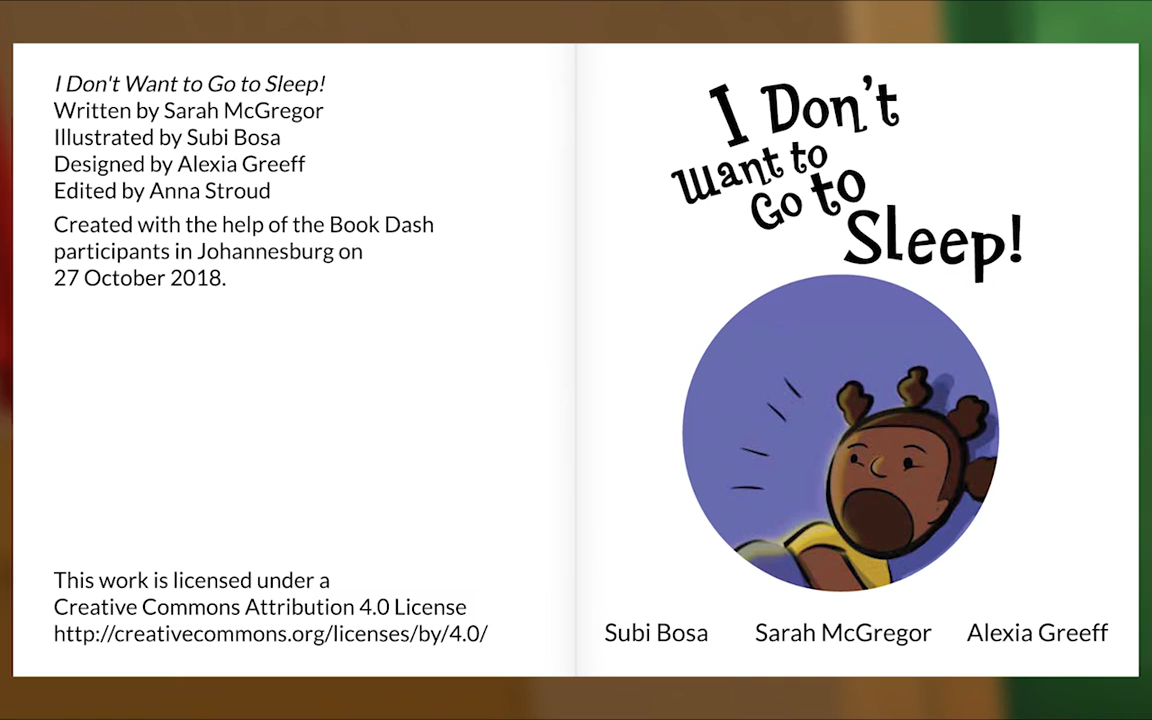 I Don't Want to Go to Sleep!
Written by Sarah McGregor
Illustrated by Subi Bosa
Designed by Alexia Greeff
Edited by Anna Stroud
Created with the help of the Book Dash
participants in Johannesburg on
27 October 2018.
This work is licensed under a
Creative Commons Attribution 4.0 License
http://creativecommons.org/licenses/by/4.0/
I Don't
Want to
Go to
Sleep!
Subi Bosa Sarah McGregor Alexia Greeff